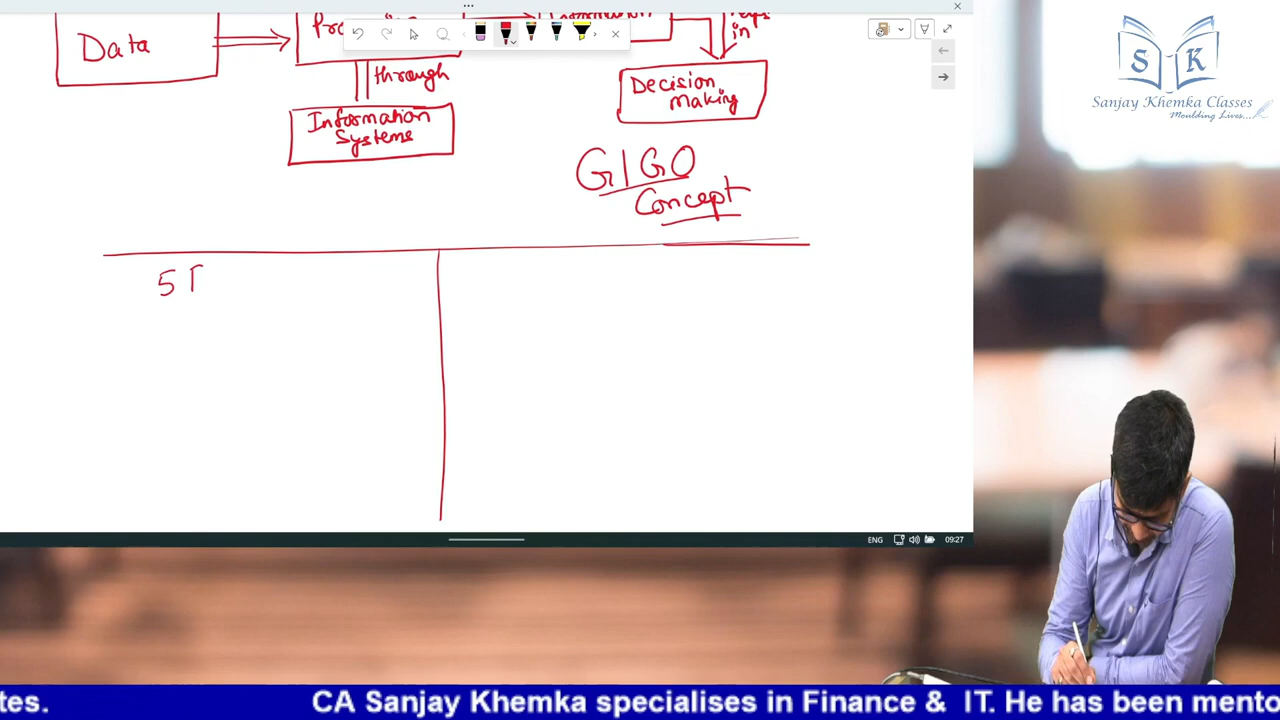 Data
through
Information
Systems
helps
in
Decision
Making
GIGO
Concept
5
ENG
09:27
S K
Sanjay Khemka Classes
Moulding Lives...
tes. CA Sanjay Khemka specialises in Finance & IT. He has been mento